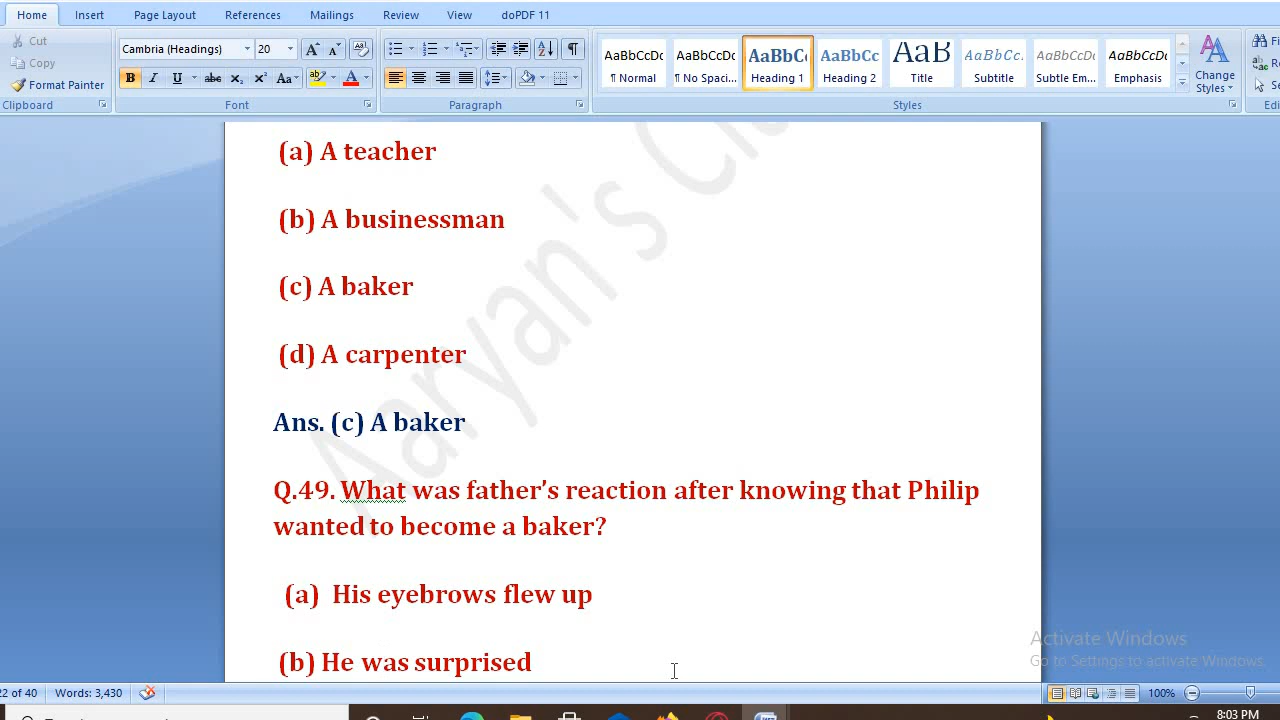 Home Insert Page Layout References Mailings Review View doPDF 11
Cut
Copy
Format Painter
Clipboard
Cambria (Headings) 20
Font
Paragraph
AaBbCcDc AaBbCcDc AaBbC AaBbCc AaB AaBbCc. AaBbCcDc AaBbCcDc
¶ Normal ¶ No Spaci... Heading 1 Heading 2 Title Subtitle Subtle Em... Emphasis
Change Styles
Styles
Aaryan's
(a) A teacher
(b) A businessman
(c) A baker
(d) A carpenter
Ans. (c) A baker
Q.49. What was father's reaction after knowing that Philip
wanted to become a baker?
(a) His eyebrows flew up
(b) He was surprised
Activate Windows
Go to Settings to activate Windows.
22 of 40 Words: 3,430 100%
8:03 PM